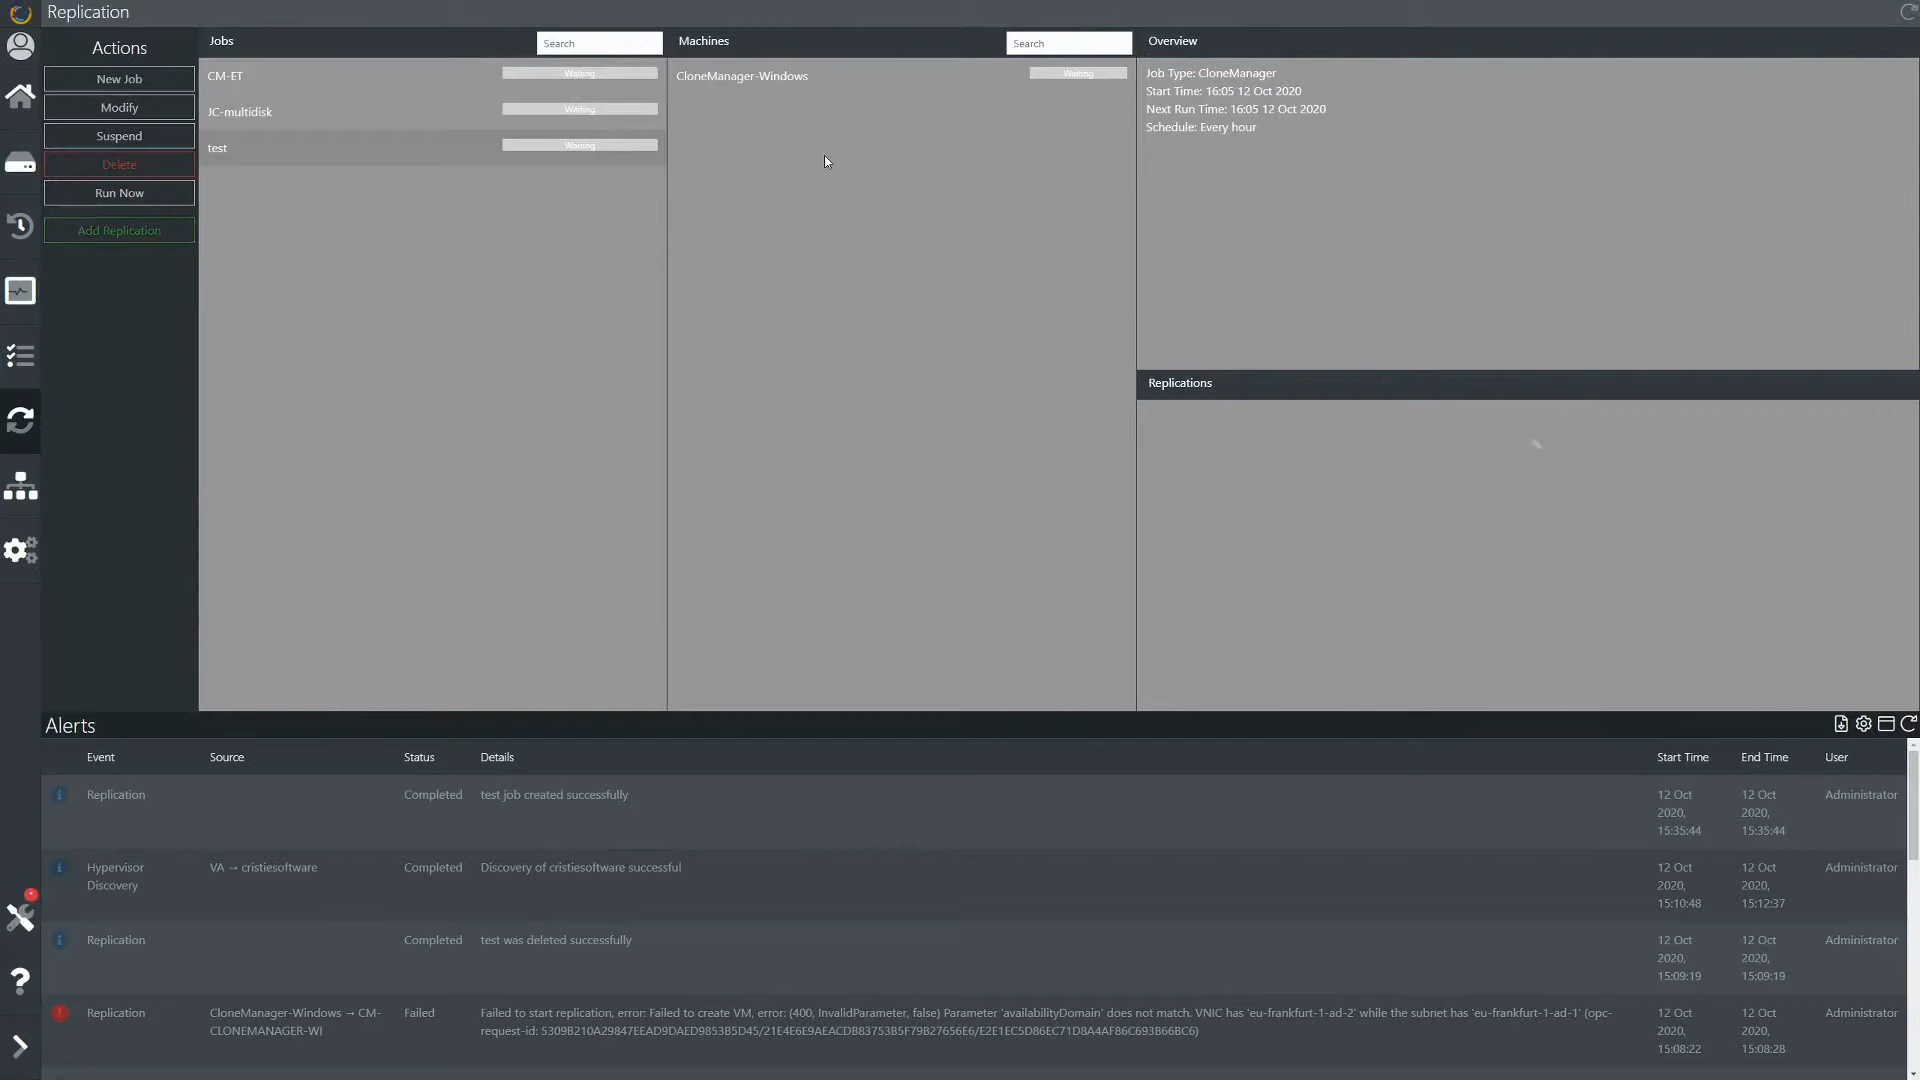 Replication
Actions
New Job
Modify
Suspend
Delete
Run Now
Add Replication
Jobs
Search
CM-ET
Waiting
JC-multidisk
Waiting
test
Waiting
Machines
Search
CloneManager-Windows
Waiting
Overview
Job Type: CloneManager
Start Time: 16:05 12 Oct 2020
Next Run Time: 16:05 12 Oct 2020
Schedule: Every hour
Replications
Alerts
Event Source Status Details Start Time End Time User
Replication Completed test job created successfully 12 Oct 12 Oct Administrator
2020, 2020,
15:35:44 15:35:44
Hypervisor VA → cristiesoftware Completed Discovery of cristiesoftware successful 12 Oct 12 Oct Administrator
Discovery 2020, 2020,
15:10:48 15:12:37
Replication Completed test was deleted successfully 12 Oct 12 Oct Administrator
2020, 2020,
15:09:19 15:09:19
Replication CloneManager-Windows → CM- Failed Failed to start replication, error: Failed to create VM, error: (400, InvalidParameter, false) Parameter 'availabilityDomain' does not match. VNIC has 'eu-frankfurt-1-ad-2' while the subnet has 'eu-frankfurt-1-ad-1' (opc- 12 Oct 12 Oct Administrator
CLONEMANAGER-WI request-id: 5309B210A29847EEAD9DAED9853B5D45/21E4E6E9AEACDB83753B5F79B27656E6/E2E1EC5D86EC71D8A4AF86C693B66BC6) 2020, 2020,
15:08:22 15:08:28